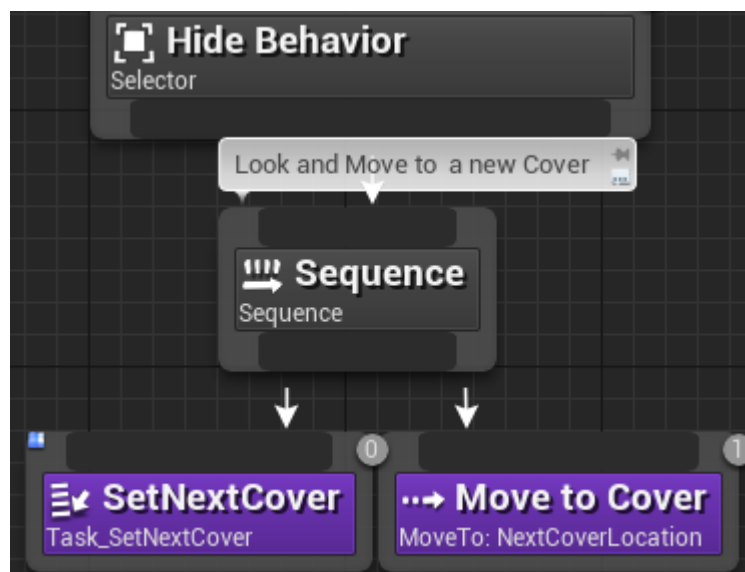 Hide Behavior
Selector
Look and Move to a new Cover
Sequence
Sequence
0
1
SetNextCover
Task_SetNextCover
Move to Cover
MoveTo: NextCoverLocation